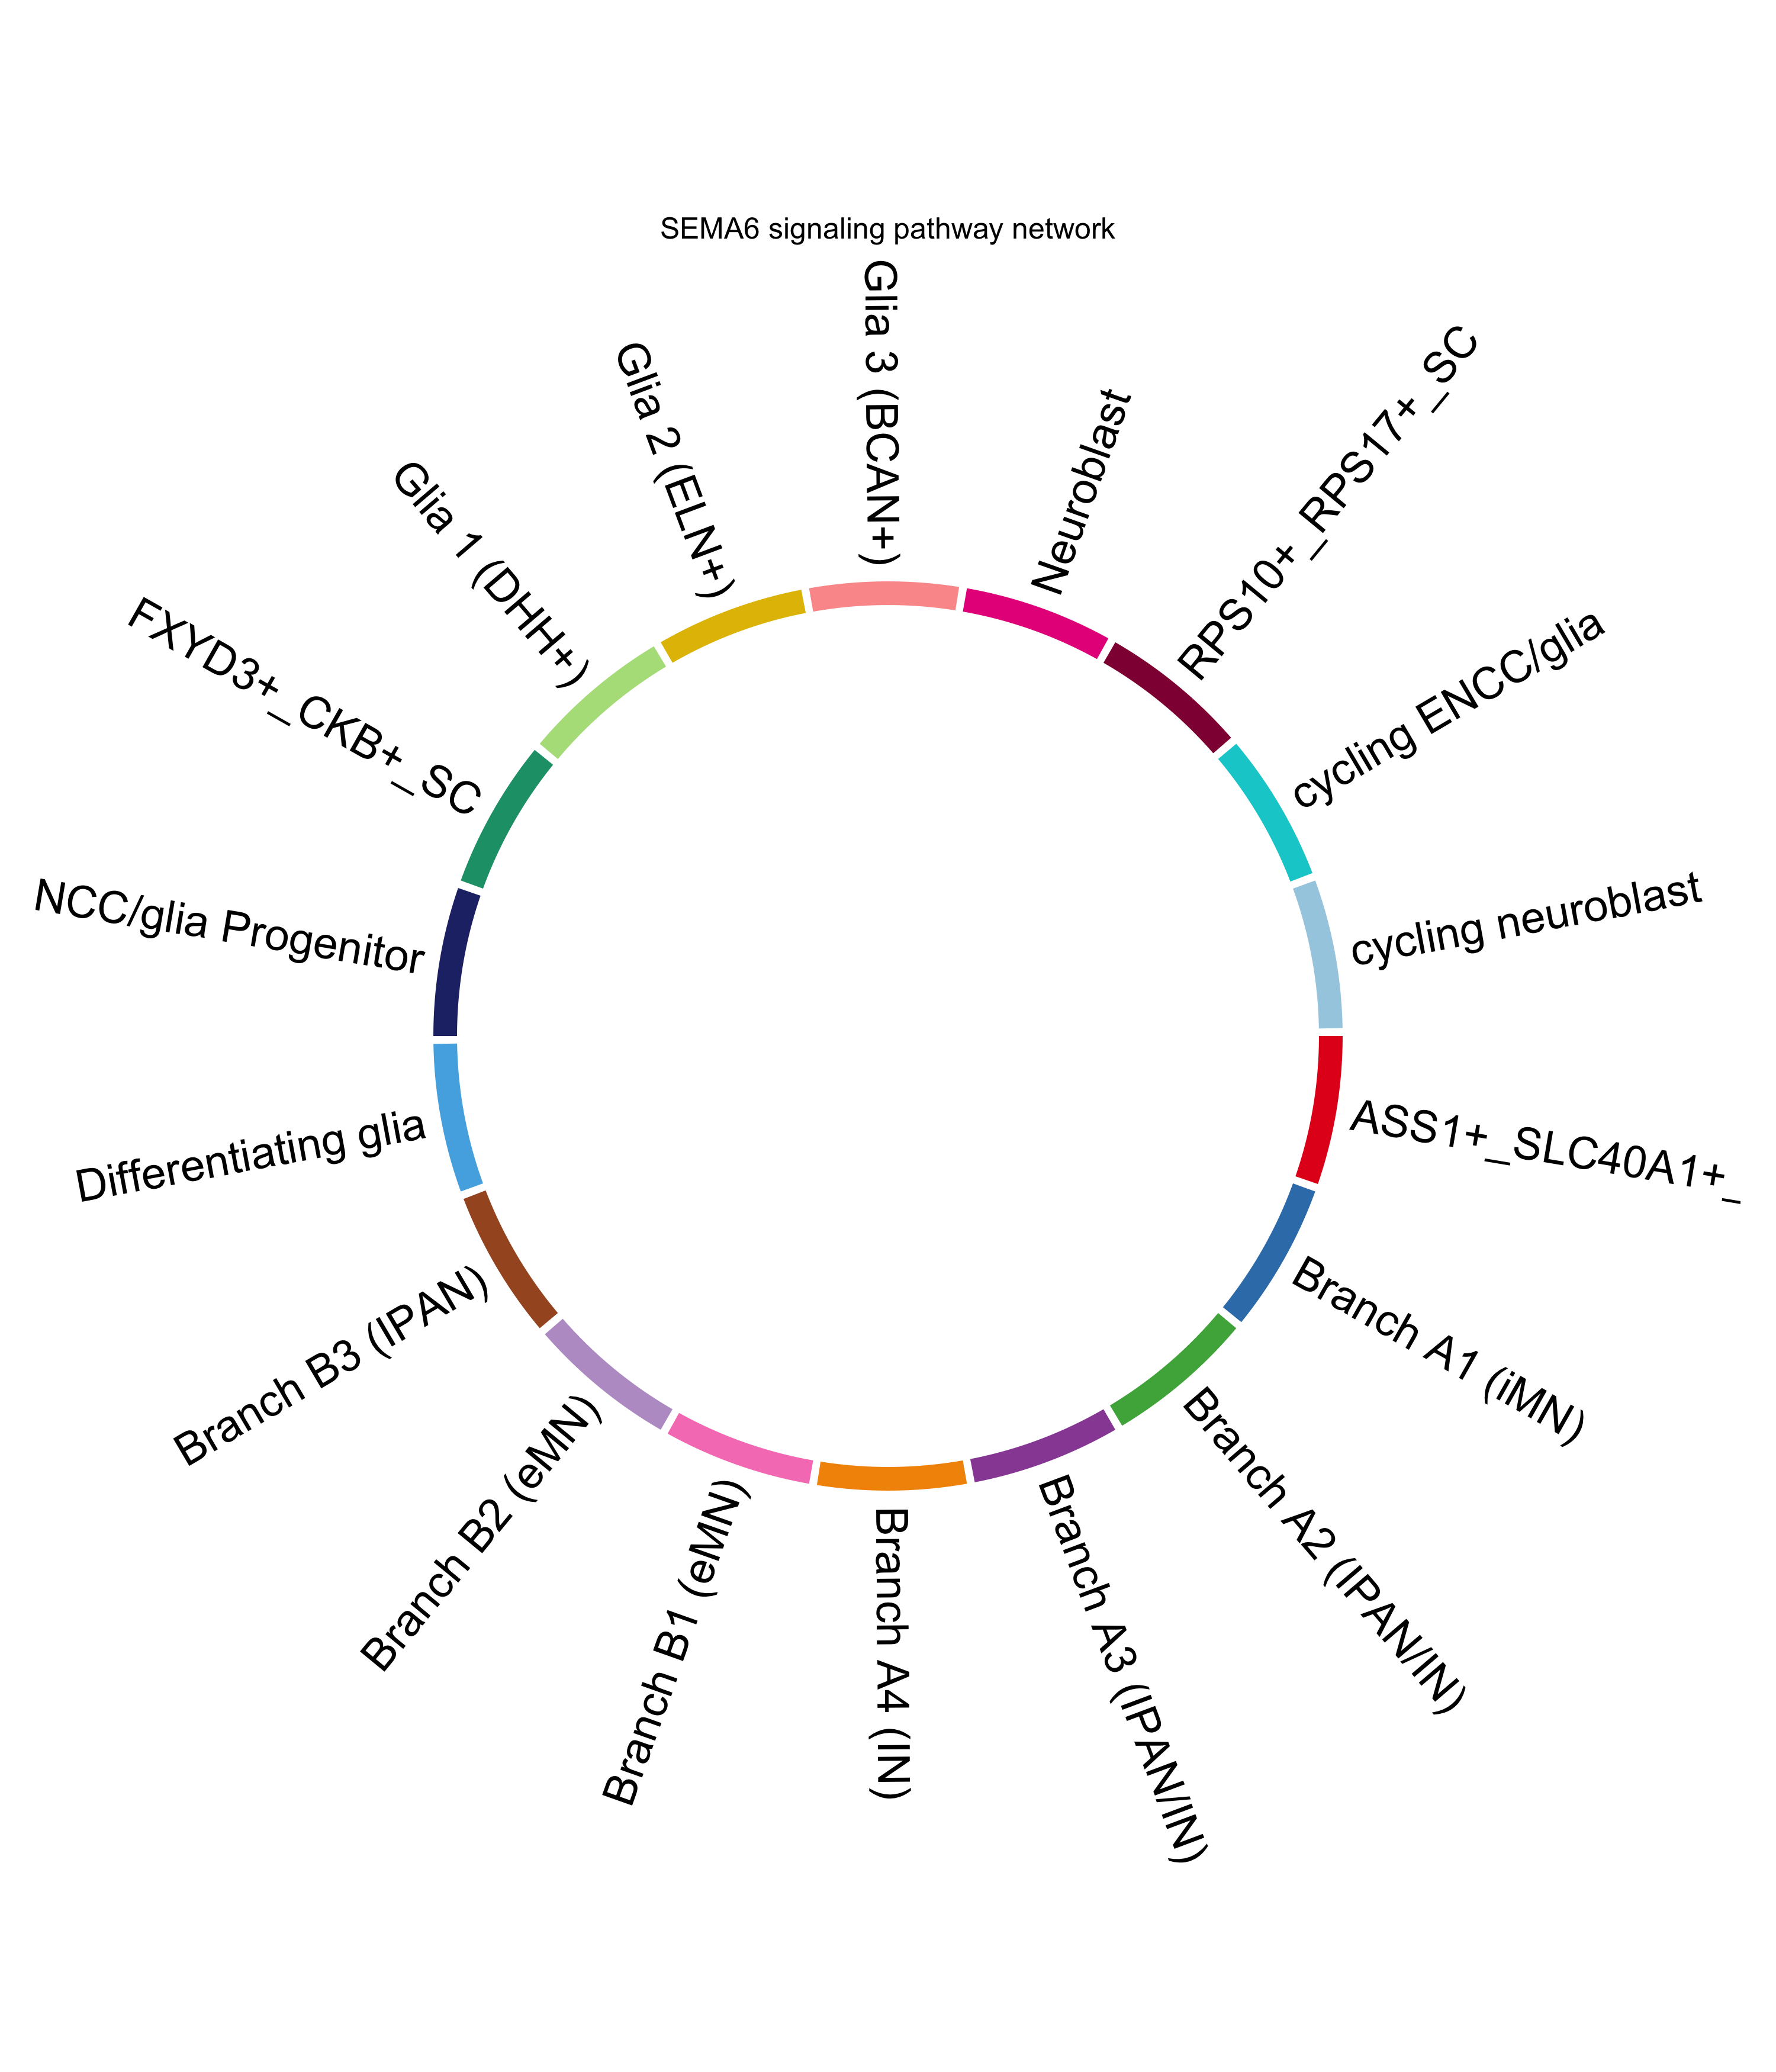 SEMA6 signaling pathway network
Glia 3 (BCAN+)
Neuroblast
RPS10+_RPS17+_SC
cycling ENCC/glia
cycling neuroblast
ASS1+_SLC40A1+_
Branch A1 (iMN)
Branch A2 (IPAN/IN)
Branch A3 (IPAN/IN)
Branch A4 (IN)
Branch B1 (eMN)
Branch B2 (eMN)
Branch B3 (IPAN)
Differentiating glia
NCC/glia Progenitor
FXYD3+_CKB+_SC
Glia 1 (DHH+)
Glia 2 (ELN+)